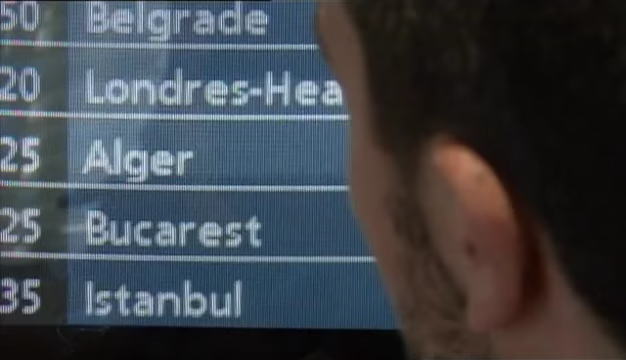 50 Belgrade
20 Londres-Hea
25 Alger
25 Bucarest
35 Istanbul